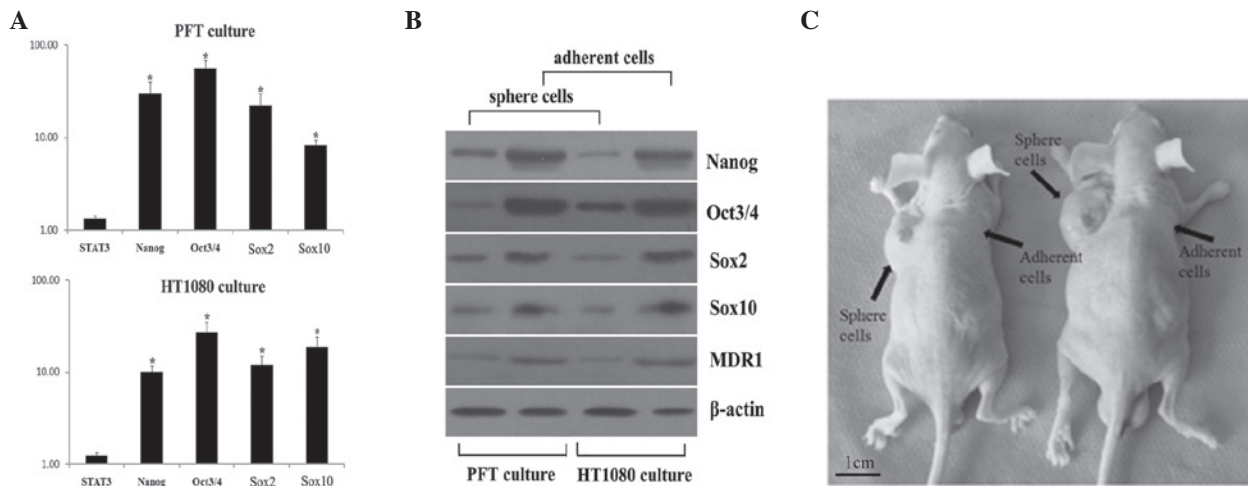 A
PFT culture
100.00
10.00
1.00
* * * *
STAT3 Nanog Oct3/4 Sox2 Sox10
HT1080 culture
100.00
10.00
1.00
* * * *
STAT3 Nanog Oct3/4 Sox2 Sox10
B
adherent cells
sphere cells
Nanog
Oct3/4
Sox2
Sox10
MDR1
β-actin
PFT culture HT1080 culture
C
Sphere
cells
Adherent
cells
Sphere
cells
Adherent
cells
1cm